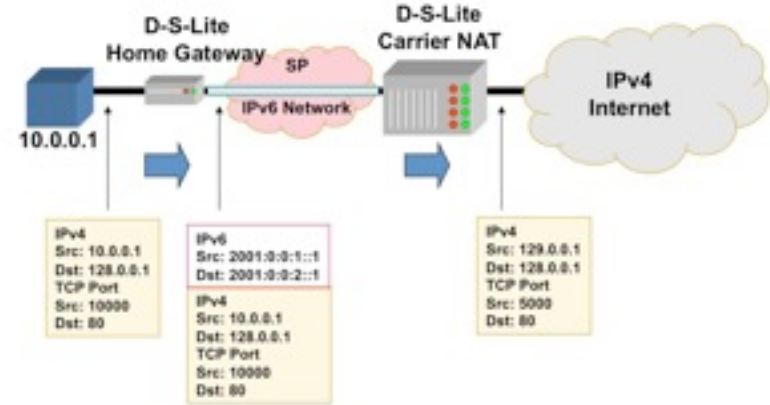 D-S-Lite
Home Gateway
D-S-Lite
Carrier NAT
SP
IPv6 Network
IPv4
Internet
10.0.0.1
IPv4
Src: 10.0.0.1
Dst: 128.0.0.1
TCP Port
Src: 10000
Dst: 80
IPv6
Src: 2001:0:0:1::1
Dst: 2001:0:0:2::1
IPv4
Src: 10.0.0.1
Dst: 128.0.0.1
TCP Port
Src: 10000
Dst: 80
IPv4
Src: 129.0.0.1
Dst: 128.0.0.1
TCP Port
Src: 5000
Dst: 80